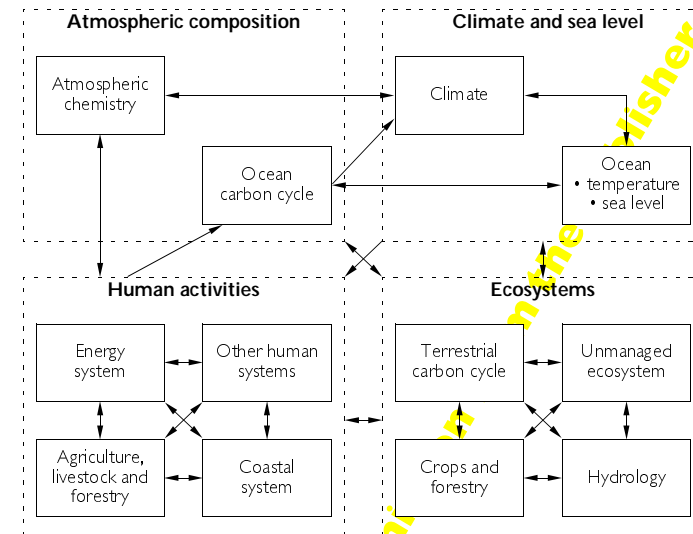 Atmospheric composition
Climate and sea level
Atmospheric
chemistry
Climate
Ocean
carbon cycle
Ocean
• temperature
• sea level
Human activities
Ecosystems
Energy
system
Other human
systems
Terrestrial
carbon cycle
Unmanaged
ecosystem
Agriculture,
livestock and
forestry
Coastal
system
Crops and
forestry
Hydrology
the